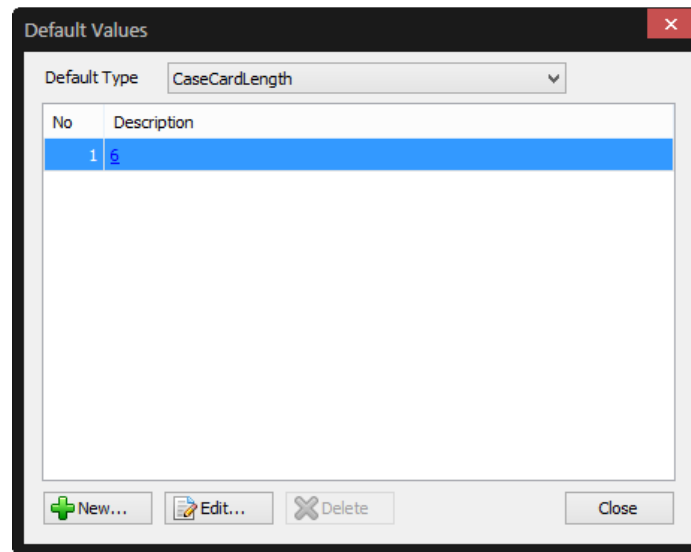 Default Values
Default Type CaseCardLength
No Description
1 6
New... Edit... Delete Close